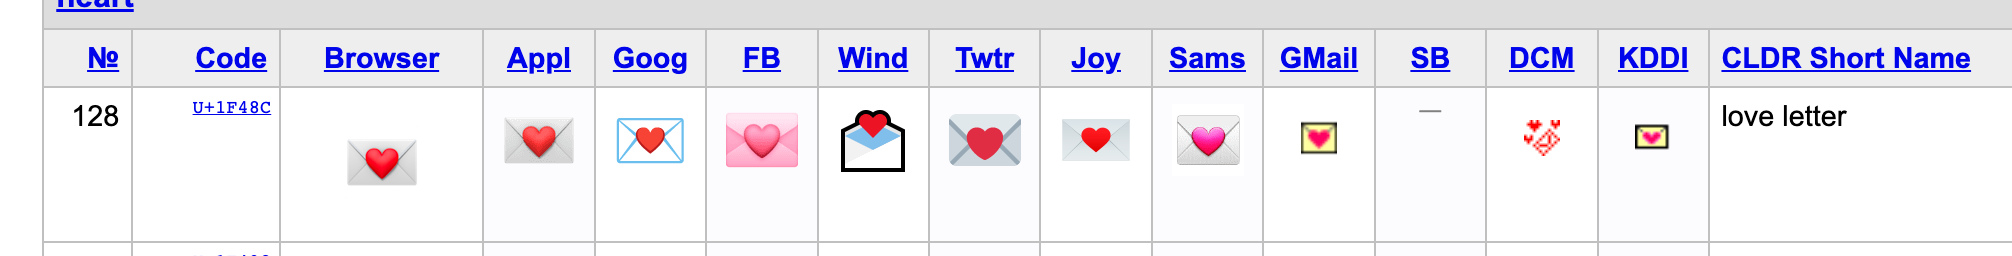 heart
№ Code Browser Appl Goog FB Wind Twtr Joy Sams GMail SB DCM KDDI CLDR Short Name
128 U+1F48C — love letter